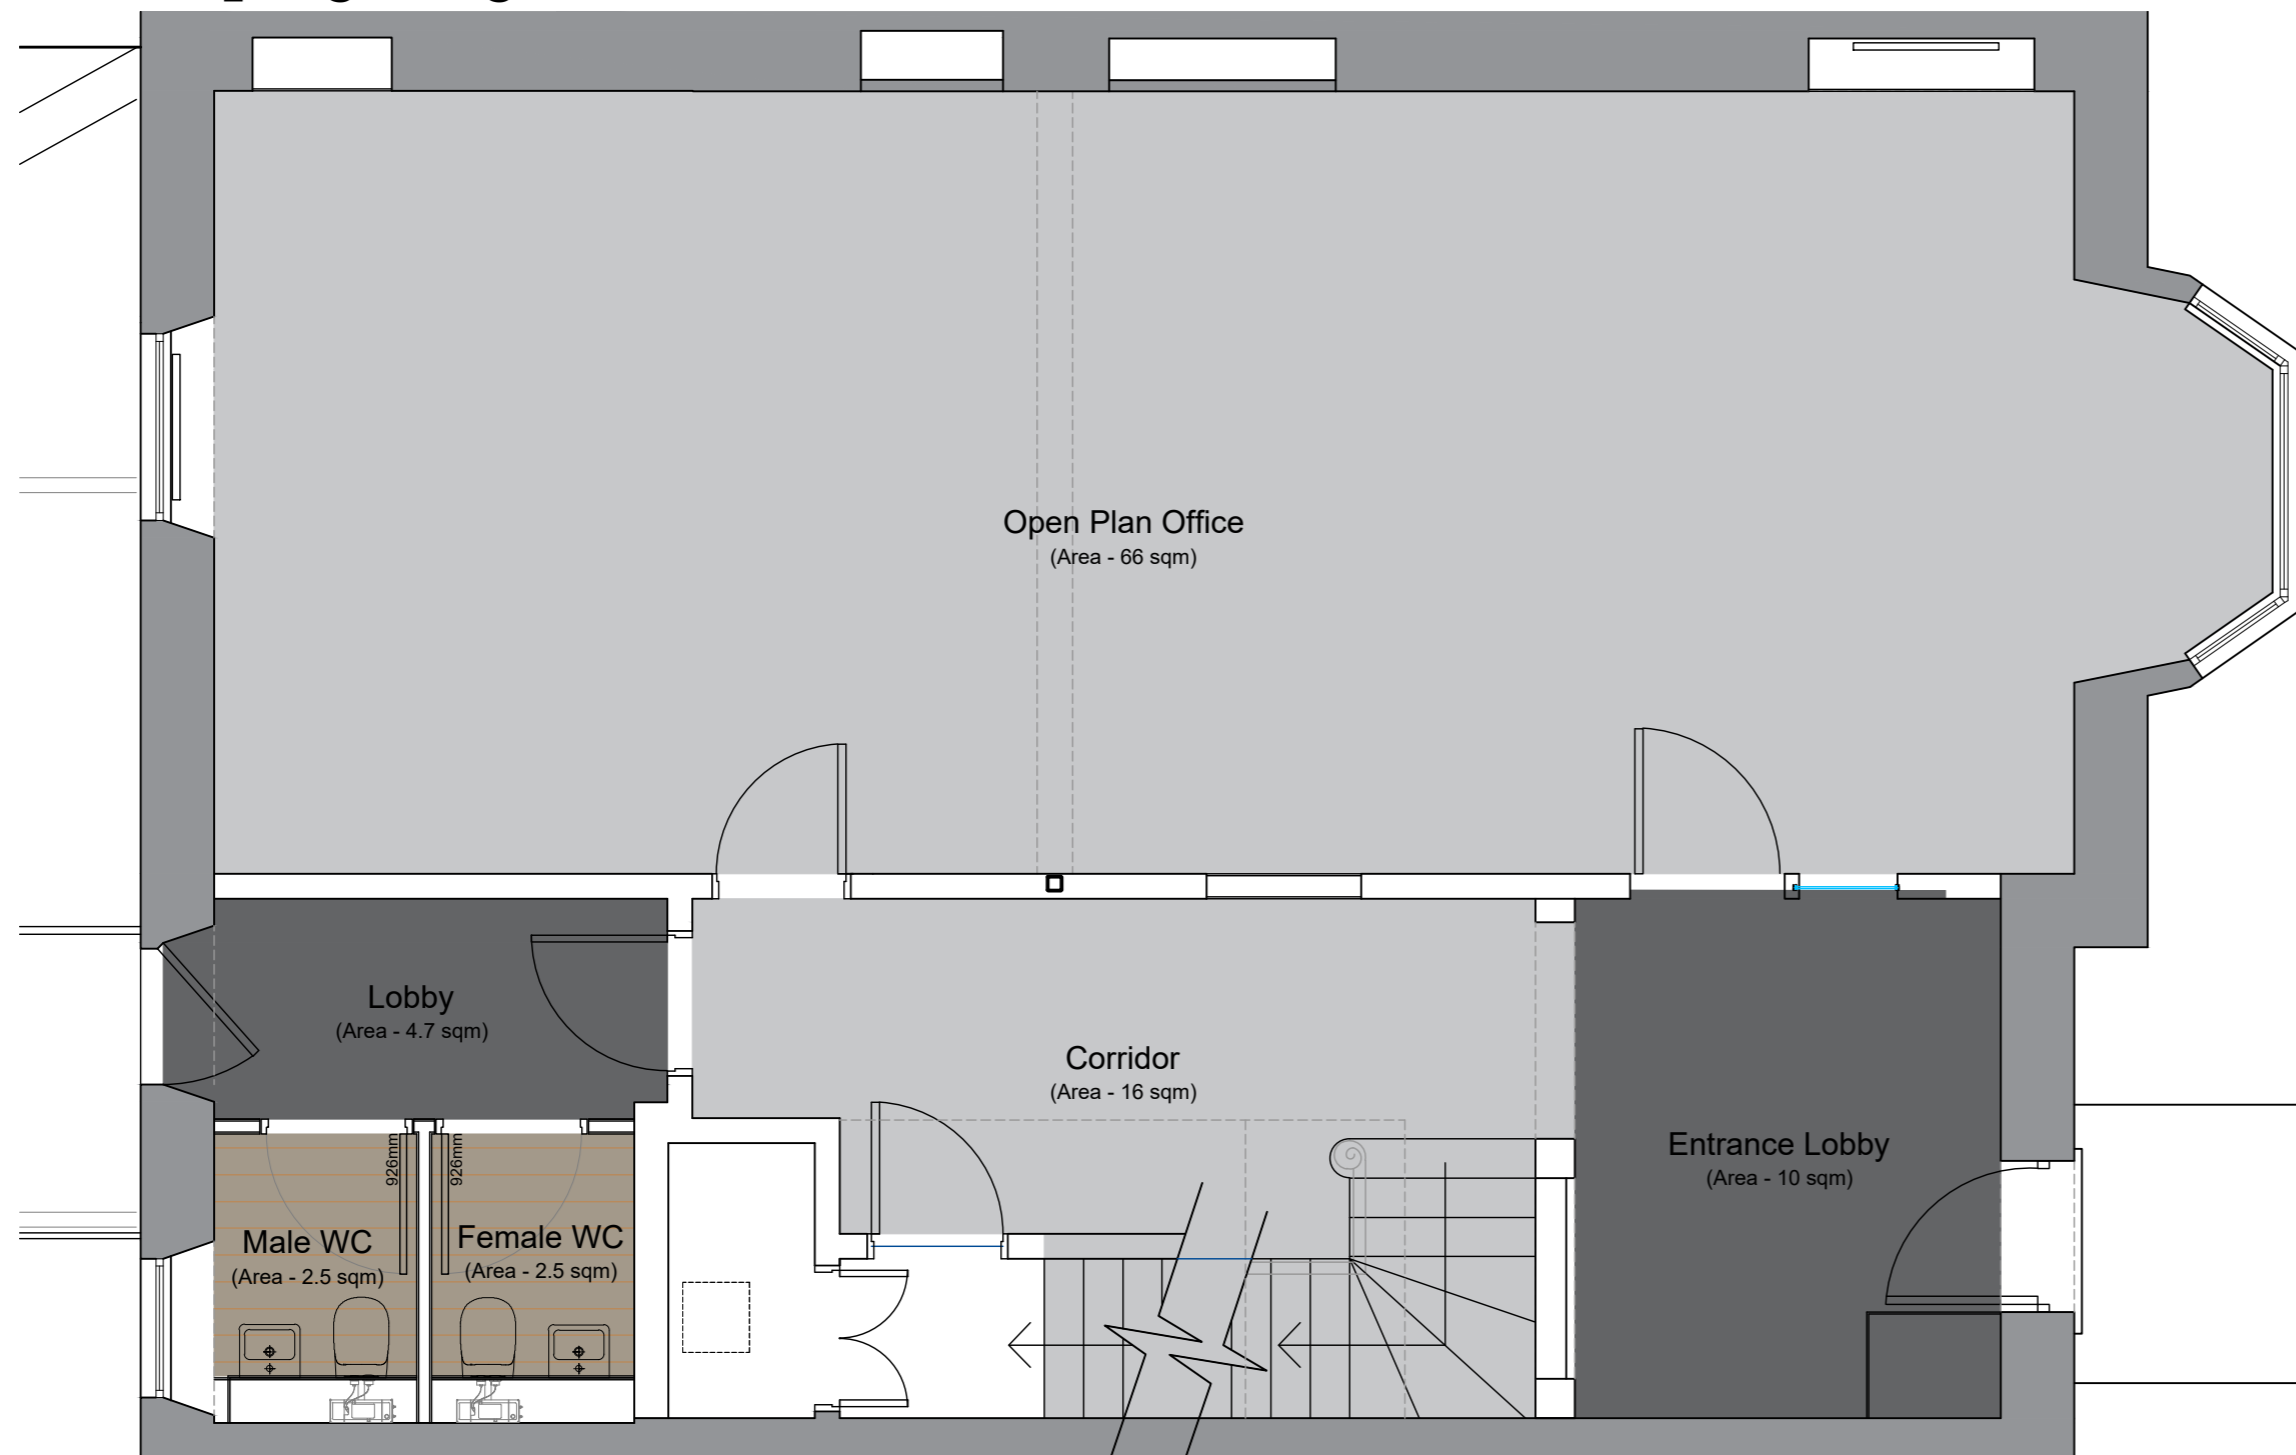 Open Plan Office
(Area - 66 sqm)
Lobby
(Area - 4.7 sqm)
Corridor
(Area - 16 sqm)
Entrance Lobby
(Area - 10 sqm)
926mm
926mm
Male WC
(Area - 2.5 sqm)
Female WC
(Area - 2.5 sqm)